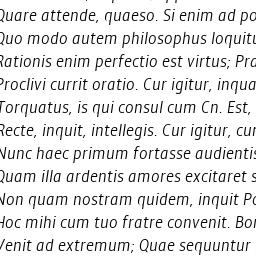 Quare attende, quaeso. Si enim ad po
Quo modo autem philosophus loquitu
Rationis enim perfectio est virtus; Pra
Proclivi currit oratio. Cur igitur, inqua
Torquatus, is qui consul cum Cn. Est,
Recte, inquit, intellegis. Cur igitur, cur
Nunc haec primum fortasse audientis
Quam illa ardentis amores excitaret s
Non quam nostram quidem, inquit Po
Hoc mihi cum tuo fratre convenit. Bor
Venit ad extremum; Quae sequuntur